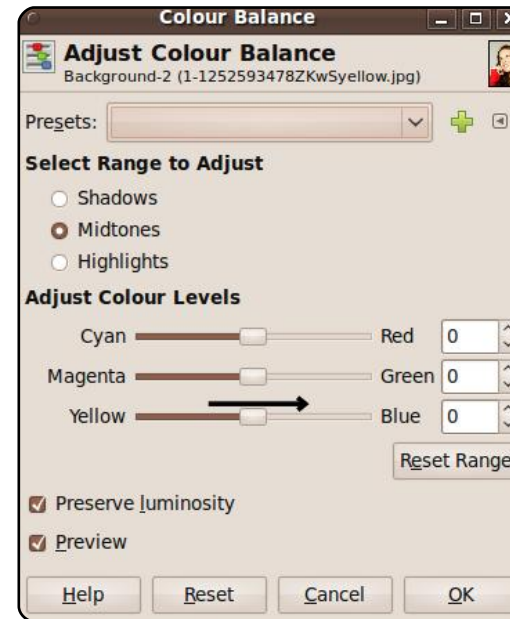 Colour Balance
Adjust Colour Balance
Background-2 (1-1252593478ZKwSyellow.jpg)
Presets:
Select Range to Adjust
Shadows
Midtones
Highlights
Adjust Colour Levels
Cyan Red 0
Magenta Green 0
Yellow Blue 0
Reset Range
Preserve luminosity
Preview
Help Reset Cancel OK